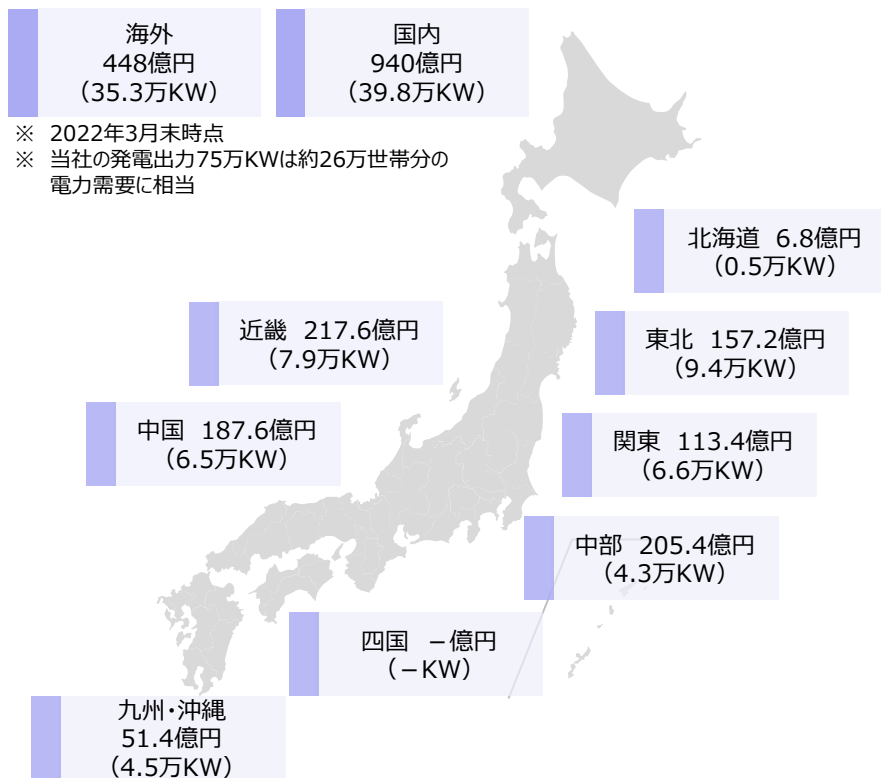 海外
448億円
（35.3万KW）
国内
940億円
（39.8万KW）
※ 2022年3月末時点
※ 当社の発電出力75万KWは約26万世帯分の
電力需要に相当
北海道 6.8億円
（0.5万KW）
近畿 217.6億円
（7.9万KW）
東北 157.2億円
（9.4万KW）
中国 187.6億円
（6.5万KW）
関東 113.4億円
（6.6万KW）
中部 205.4億円
（4.3万KW）
四国 －億円
（－KW）
九州・沖縄
51.4億円
（4.5万KW）